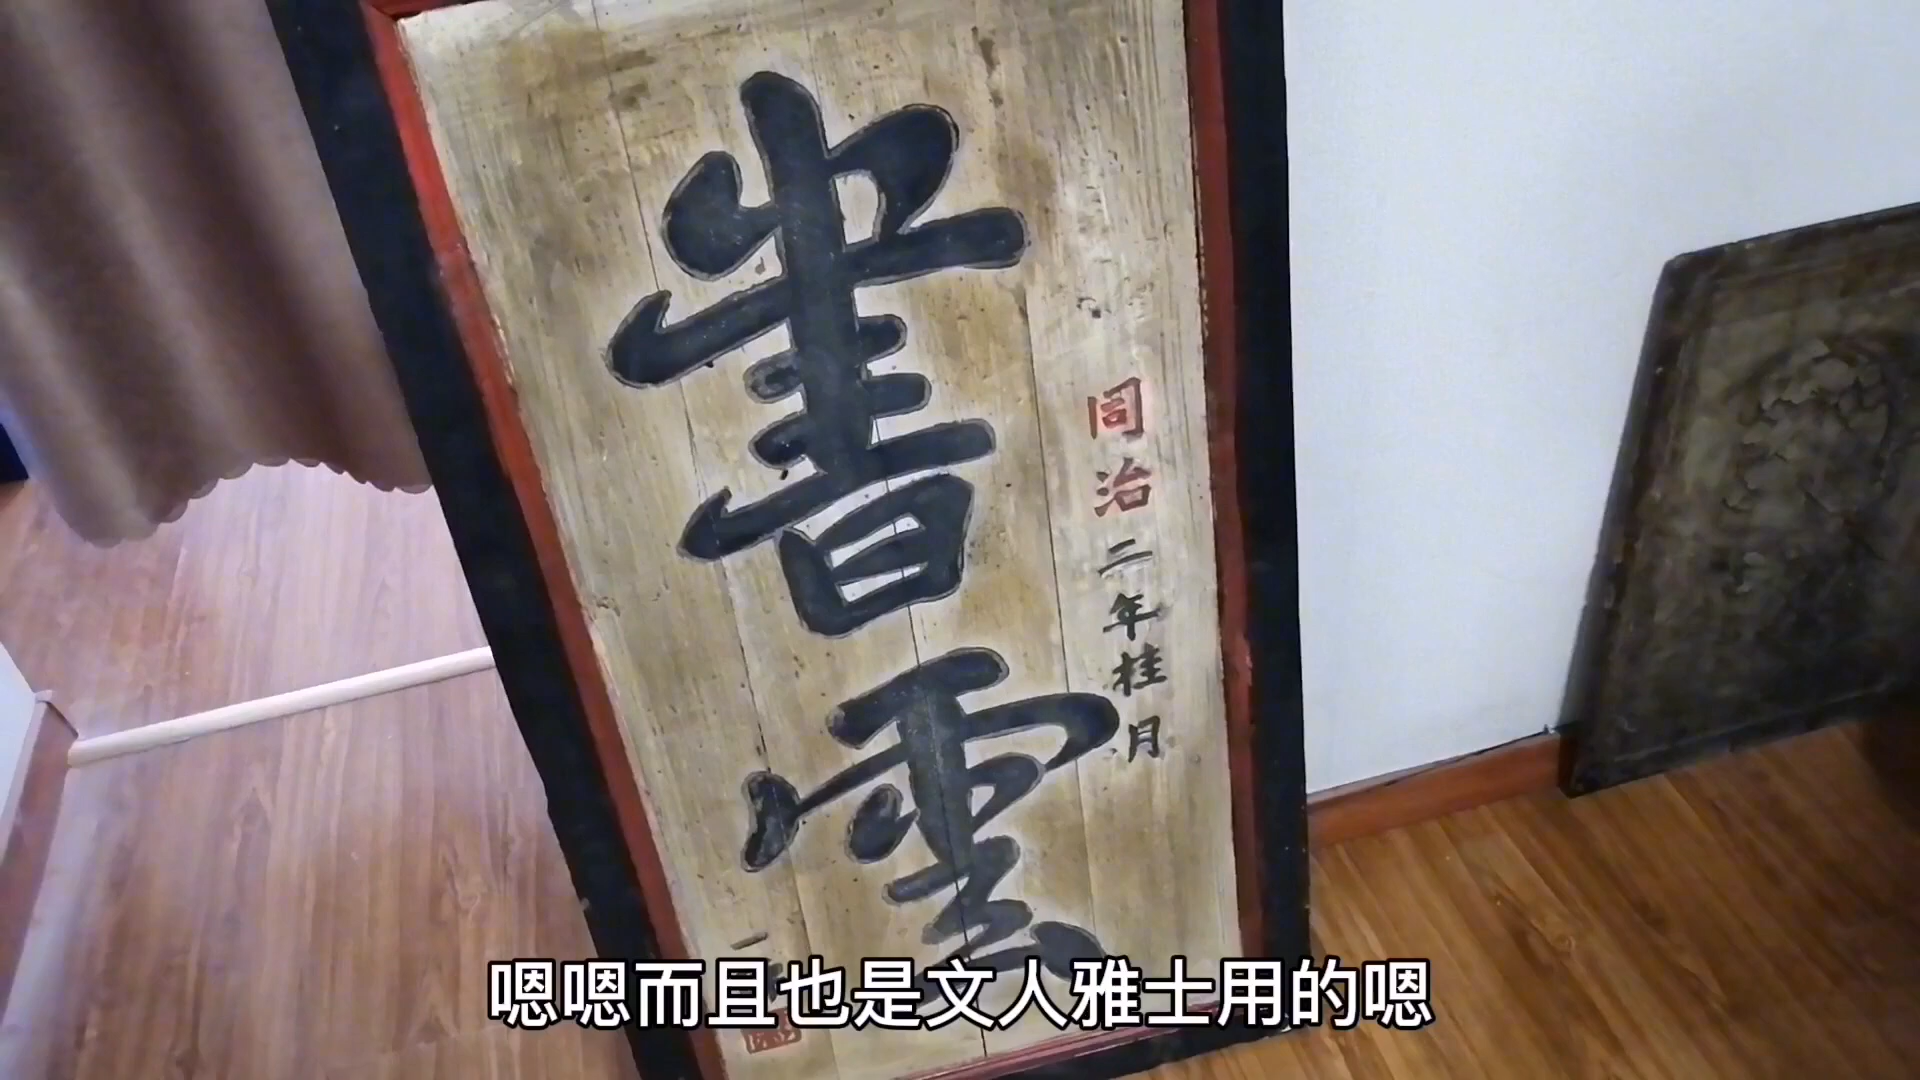 書雲
同治二年桂月
嗯嗯而且也是文人雅士用的嗯